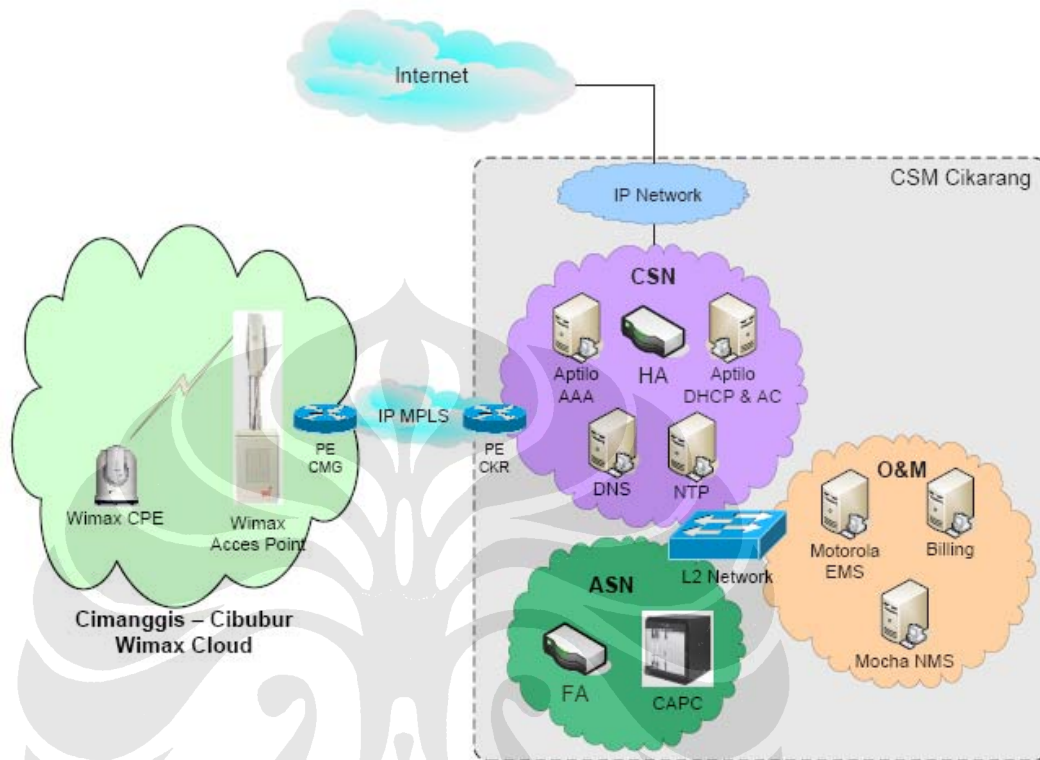 Internet
CSM Cikarang
IP Network
CSN
Aptilo
AAA
HA
Aptilo
DHCP & AC
DNS
NTP
IP MPLS
PE
CMG
PE
CKR
Wimax CPE
Wimax
Acces Point
Cimanggis – Cibubur
Wimax Cloud
O&M
Motorola
EMS
Billing
Mocha NMS
L2 Network
ASN
FA
CAPC